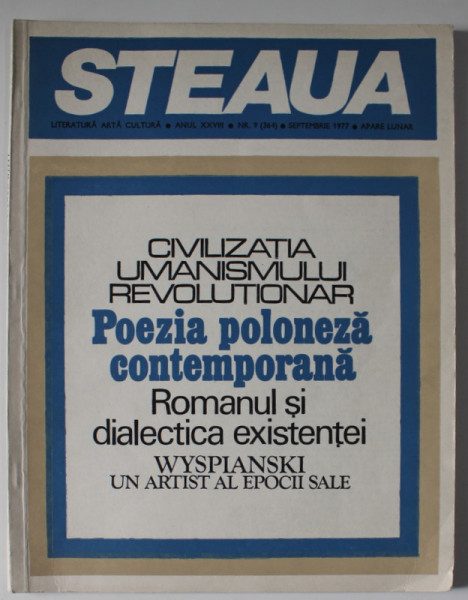 STEAUA
LITERATURĂ ARTĂ CULTURĂ • ANUL XXVIII • NR. 9 (364) • SEPTEMBRIE 1977 • APARE LUNAR
CIVILIZAȚIA
UMANISMULUI
REVOLUȚIONAR
Poezia poloneză
contemporană
Romanul și
dialectica existenței
WYSPIANSKI
UN ARTIST AL EPOCII SALE